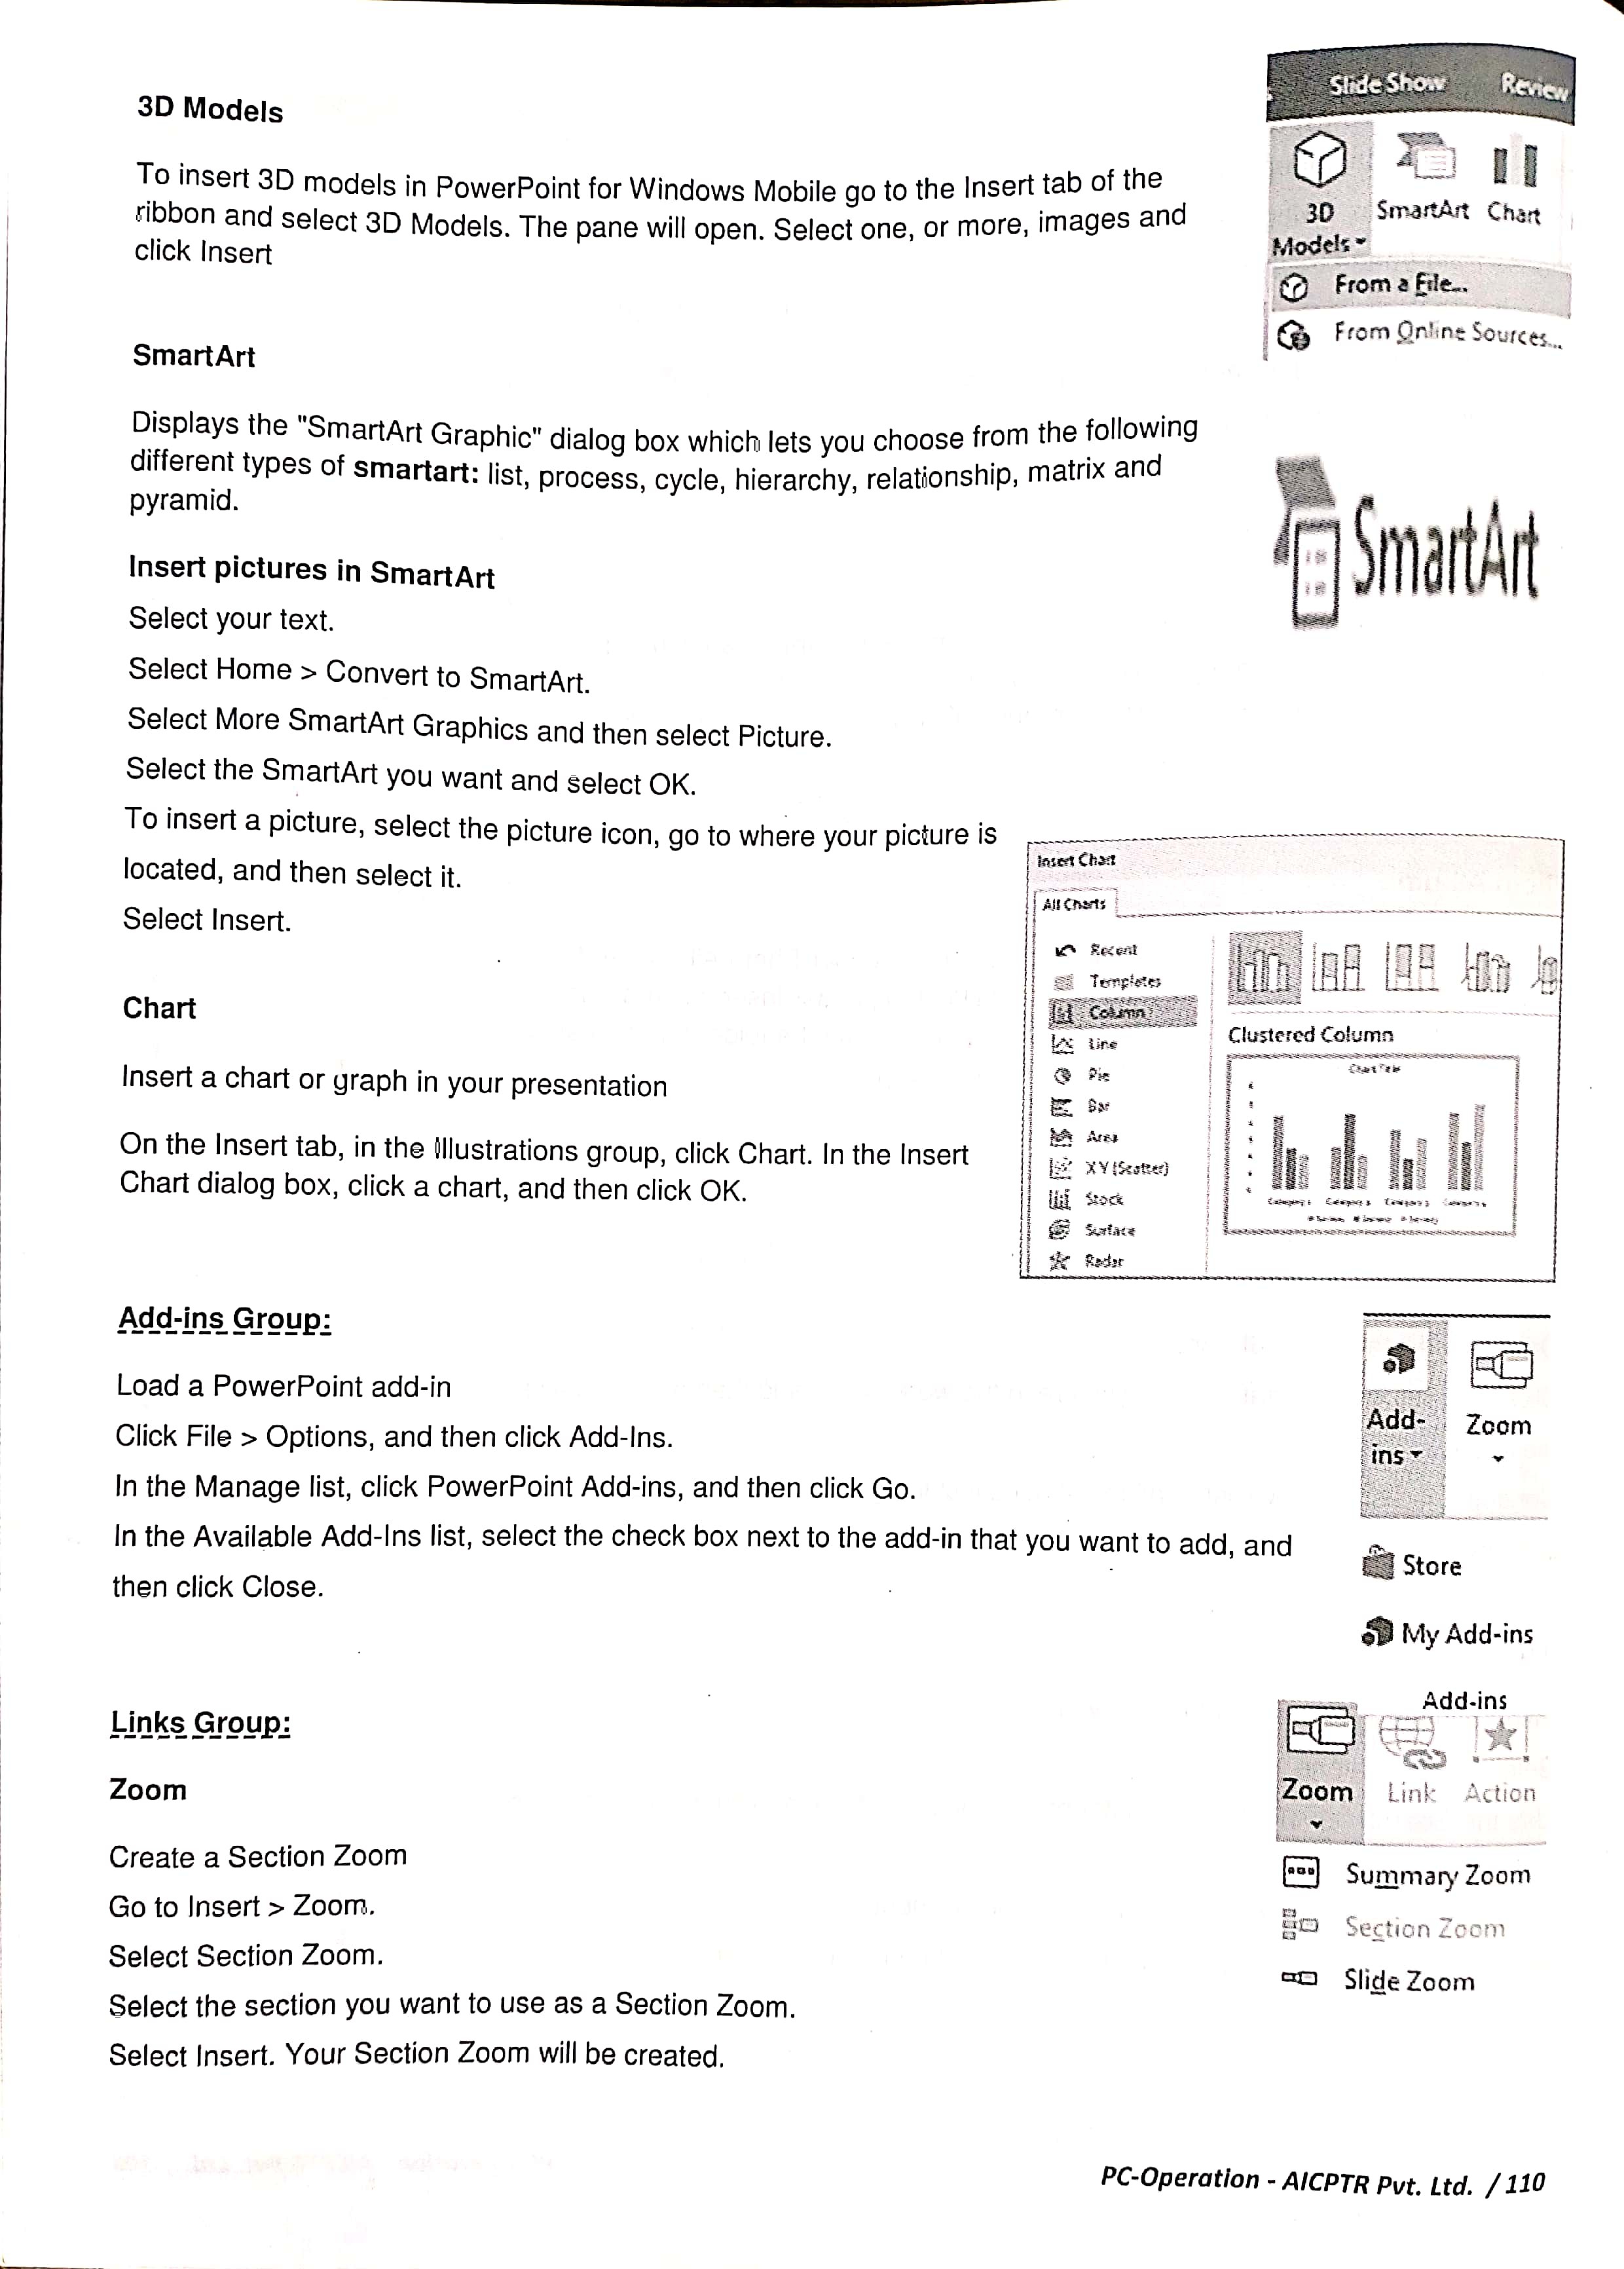 Slide Show Review
3D Models
3D SmartArt Chart
Models
From a File...
From Online Sources...
To insert 3D models in PowerPoint for Windows Mobile go to the Insert tab of the
ribbon and select 3D Models. The pane will open. Select one, or more, images and
click Insert
SmartArt
Displays the "SmartArt Graphic" dialog box which lets you choose from the following
different types of smartart: list, process, cycle, hierarchy, relationship, matrix and
pyramid.
SmartArt
Insert pictures in SmartArt
Select your text.
Select Home > Convert to SmartArt.
Select More SmartArt Graphics and then select Picture.
Select the SmartArt you want and select OK.
To insert a picture, select the picture icon, go to where your picture is
located, and then select it.
Select Insert.
Insert Chart
All Charts
Recent
Templates
Column
Line
Pie
Bar
Area
X Y (Scatter)
Stock
Surface
Radar
Clustered Column
Chart Title
Chart
Insert a chart or graph in your presentation
On the Insert tab, in the Illustrations group, click Chart. In the Insert
Chart dialog box, click a chart, and then click OK.
Add-ins Group:
Load a PowerPoint add-in
Click File > Options, and then click Add-Ins.
In the Manage list, click PowerPoint Add-ins, and then click Go.
In the Available Add-Ins list, select the check box next to the add-in that you want to add, and
then click Close.
Add-
ins
Zoom
Store
My Add-ins
Add-ins
Links Group:
Zoom
Zoom Link Action
Summary Zoom
Section Zoom
Slide Zoom
Create a Section Zoom
Go to Insert > Zoom.
Select Section Zoom.
Select the section you want to use as a Section Zoom.
Select Insert. Your Section Zoom will be created.
PC-Operation - AICPTR Pvt. Ltd. / 110